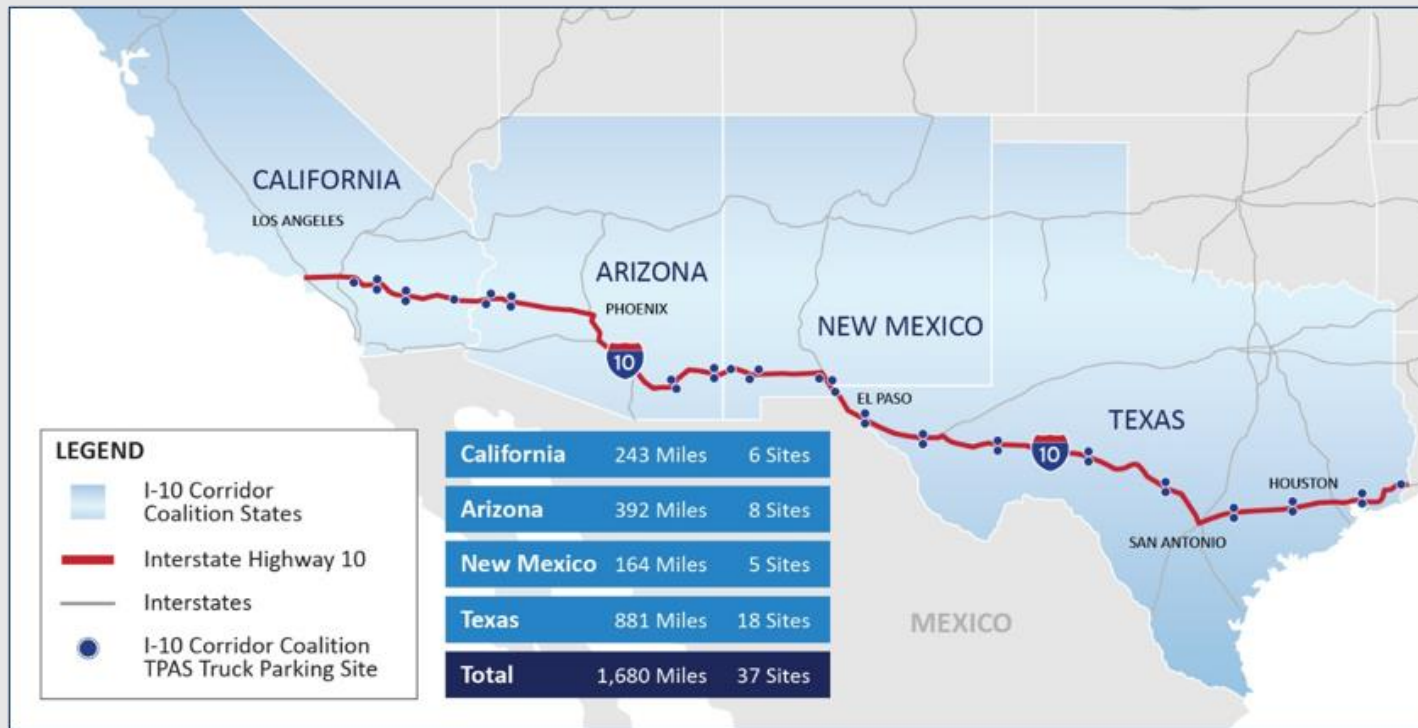 CALIFORNIA
LOS ANGELES
ARIZONA
PHOENIX
NEW MEXICO
10
EL PASO
TEXAS
10
HOUSTON
SAN ANTONIO
MEXICO
LEGEND
I-10 Corridor
Coalition States
Interstate Highway 10
Interstates
I-10 Corridor Coalition
TPAS Truck Parking Site
California 243 Miles 6 Sites
Arizona 392 Miles 8 Sites
New Mexico 164 Miles 5 Sites
Texas 881 Miles 18 Sites
Total 1,680 Miles 37 Sites